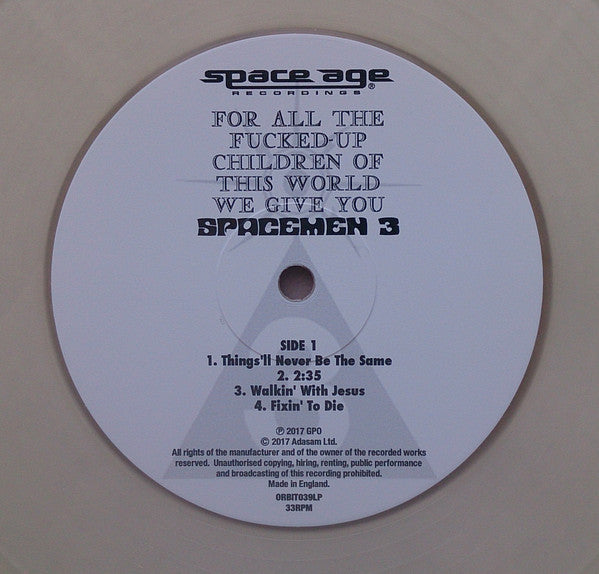 space age®
RECORDINGS
FOR ALL THE
FUCKED-UP
CHILDREN OF
THIS WORLD
WE GIVE YOU
SPACEMEN 3
SIDE 1
1. Things'll Never Be The Same
2. 2:35
3. Walkin' With Jesus
4. Fixin' To Die
℗ 2017 GPO
© 2017 Adasam Ltd.
All rights of the manufacturer and of the owner of the recorded works
reserved. Unauthorised copying, hiring, renting, public performance
and broadcasting of this recording prohibited.
Made in England.
ORBIT039LP
33RPM